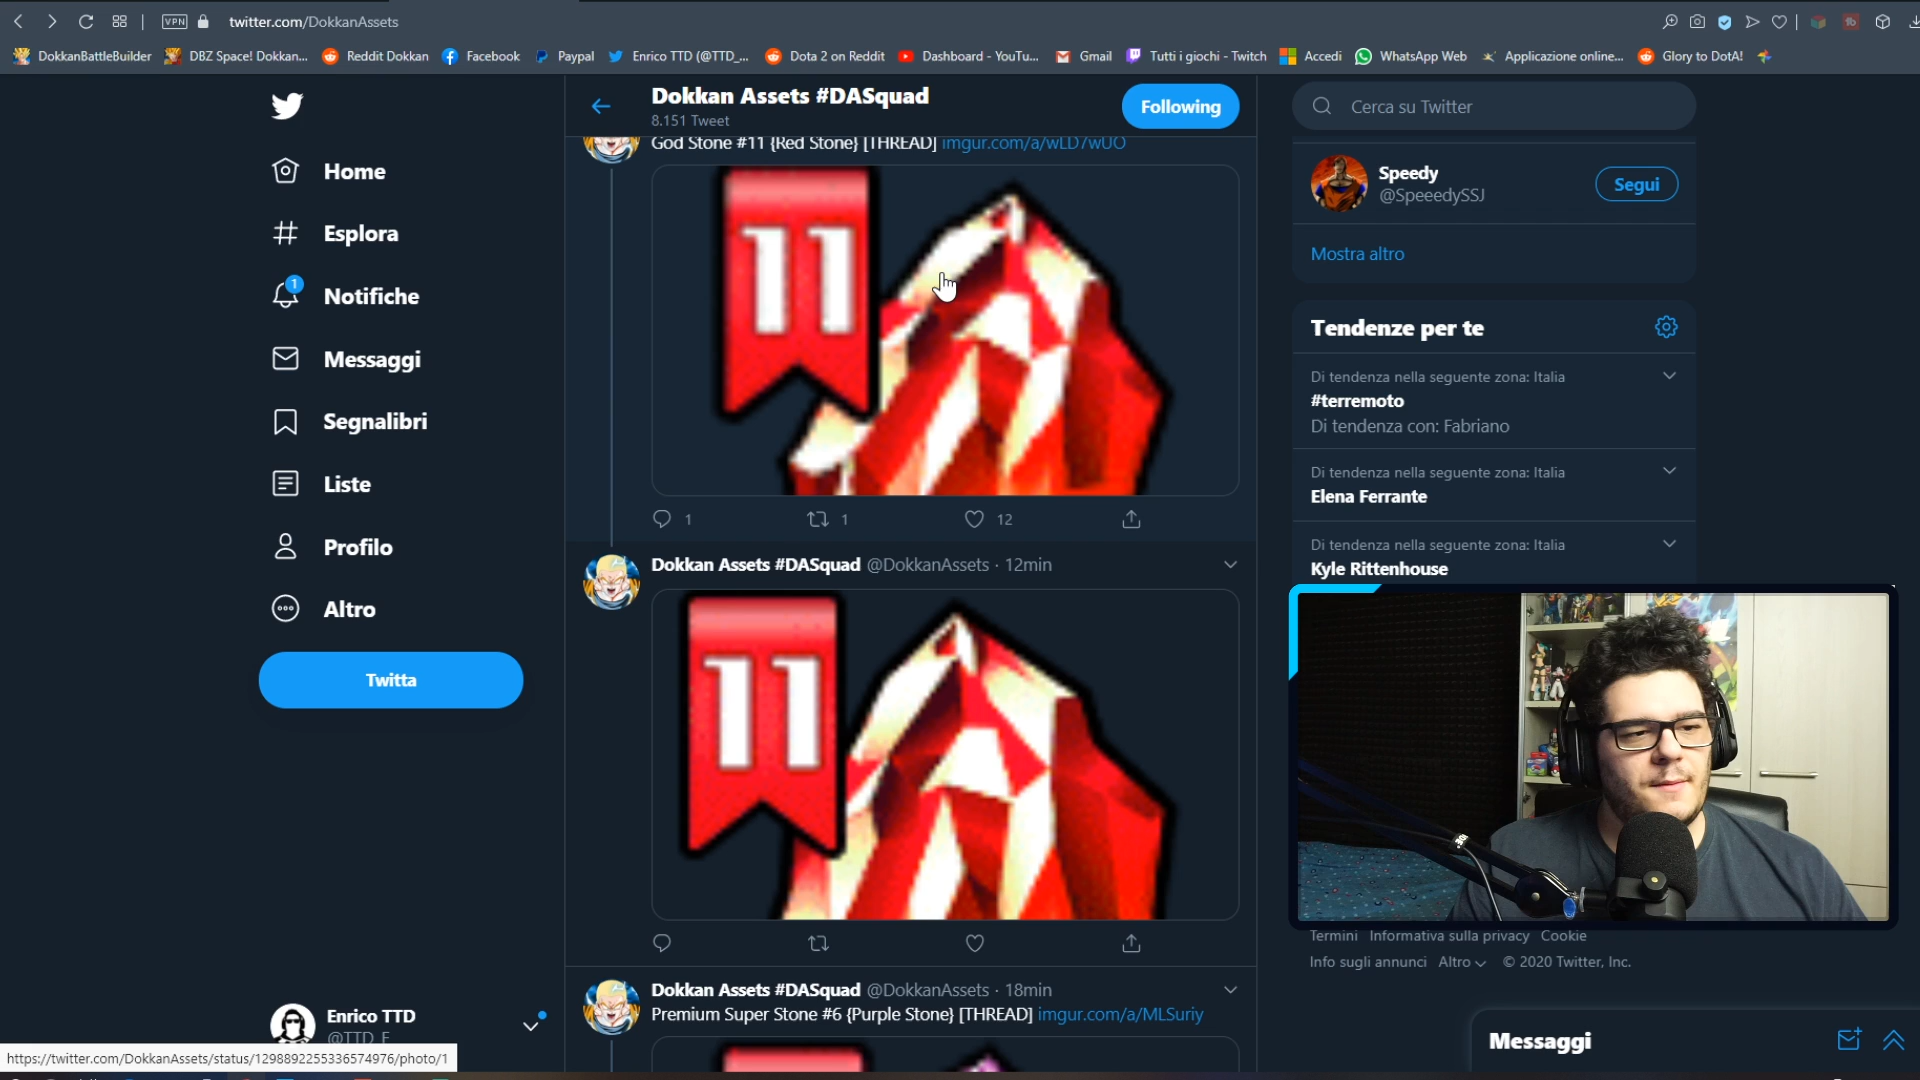 VPN
twitter.com/DokkanAssets
DokkanBattleBuilder
DBZ Space! Dokkan...
Reddit Dokkan
Facebook
Paypal
Enrico TTD (@TTD_...
Dota 2 on Reddit
Dashboard - YouTu...
Gmail
Tutti i giochi - Twitch
Accedi
WhatsApp Web
Applicazione online...
Glory to DotA!
Home
Esplora
1
Notifiche
Messaggi
Segnalibri
Liste
Profilo
Altro
Twitta
Enrico TTD
https://twitter.com/DokkanAssets/status/1298892255336574976/photo/1
Dokkan Assets #DASquad
8.151 Tweet
Following
God Stone #11 {Red Stone} [THREAD] imgur.com/a/wLD7wUO
11
1
1
12
Dokkan Assets #DASquad @DokkanAssets · 12min
11
Dokkan Assets #DASquad @DokkanAssets · 18min
Premium Super Stone #6 {Purple Stone} [THREAD] imgur.com/a/MLSuriy
Cerca su Twitter
Speedy
@SpeeedySSJ
Segui
Mostra altro
Tendenze per te
Di tendenza nella seguente zona: Italia
#terremoto
Di tendenza con: Fabriano
Di tendenza nella seguente zona: Italia
Elena Ferrante
Di tendenza nella seguente zona: Italia
Kyle Rittenhouse
Termini Informativa sulla privacy Cookie
Info sugli annunci Altro © 2020 Twitter, Inc.
Messaggi